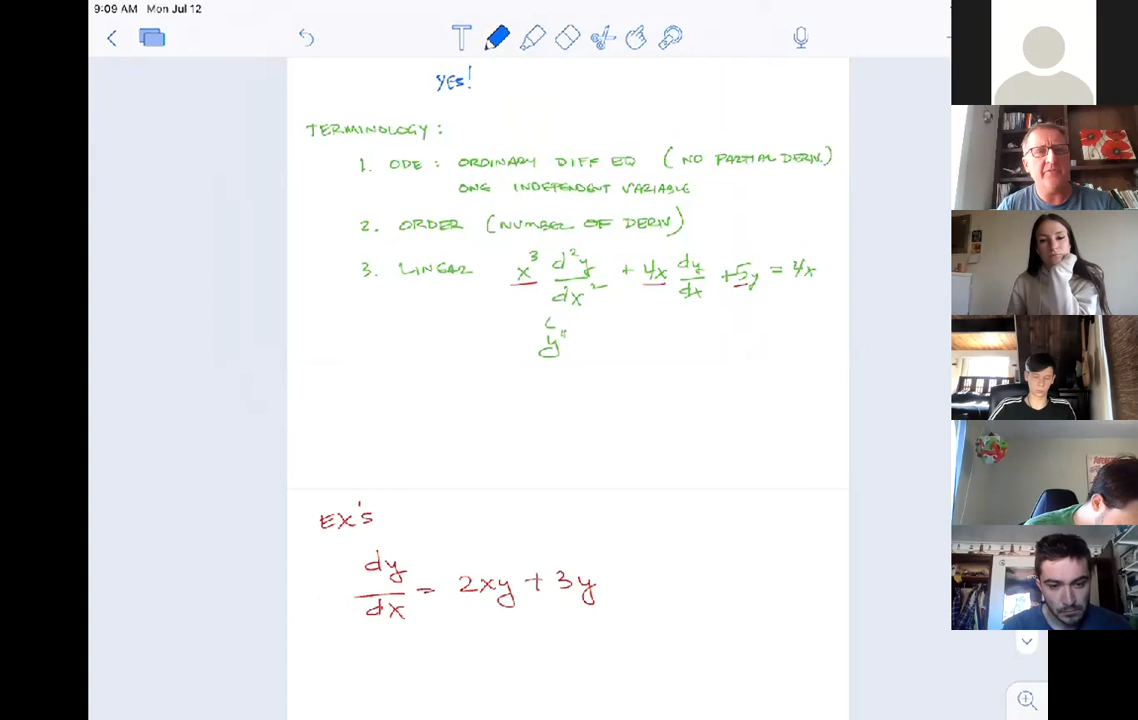 9:09 AM Mon Jul 12
YES!
TERMINOLOGY:
1. ODE: ORDINARY DIFF EQ (NO PARTIAL DERIV.)
ONE INDEPENDENT VARIABLE
2. ORDER (NUMBER OF DERIV)
3. LINEAR x³ d²y/dx² + 4x dy/dx + 5y = 4x
y"
EX'S
dy/dx = 2xy + 3y